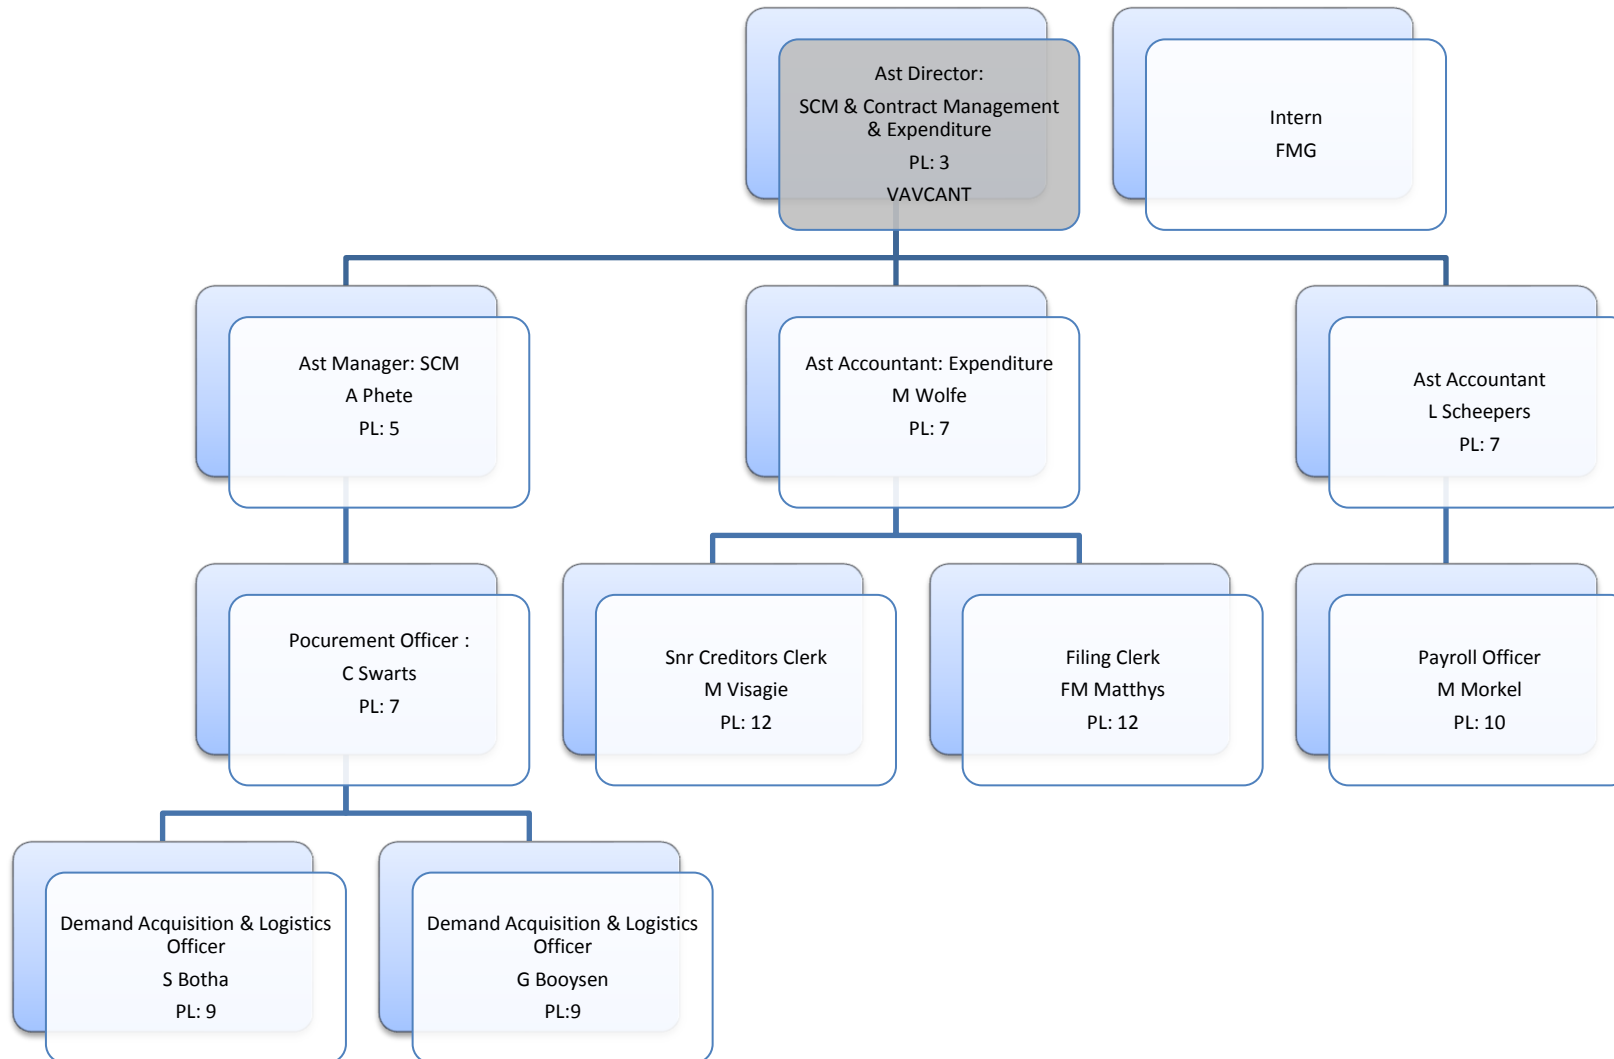 Ast Director:
SCM & Contract Management
& Expenditure
PL: 3
VAVCANT
Intern
FMG
Ast Manager: SCM
A Phete
PL: 5
Ast Accountant: Expenditure
M Wolfe
PL: 7
Ast Accountant
L Scheepers
PL: 7
Pocurement Officer :
C Swarts
PL: 7
Snr Creditors Clerk
M Visagie
PL: 12
Filing Clerk
FM Matthys
PL: 12
Payroll Officer
M Morkel
PL: 10
Demand Acquisition & Logistics
Officer
S Botha
PL: 9
Demand Acquisition & Logistics
Officer
G Booysen
PL:9